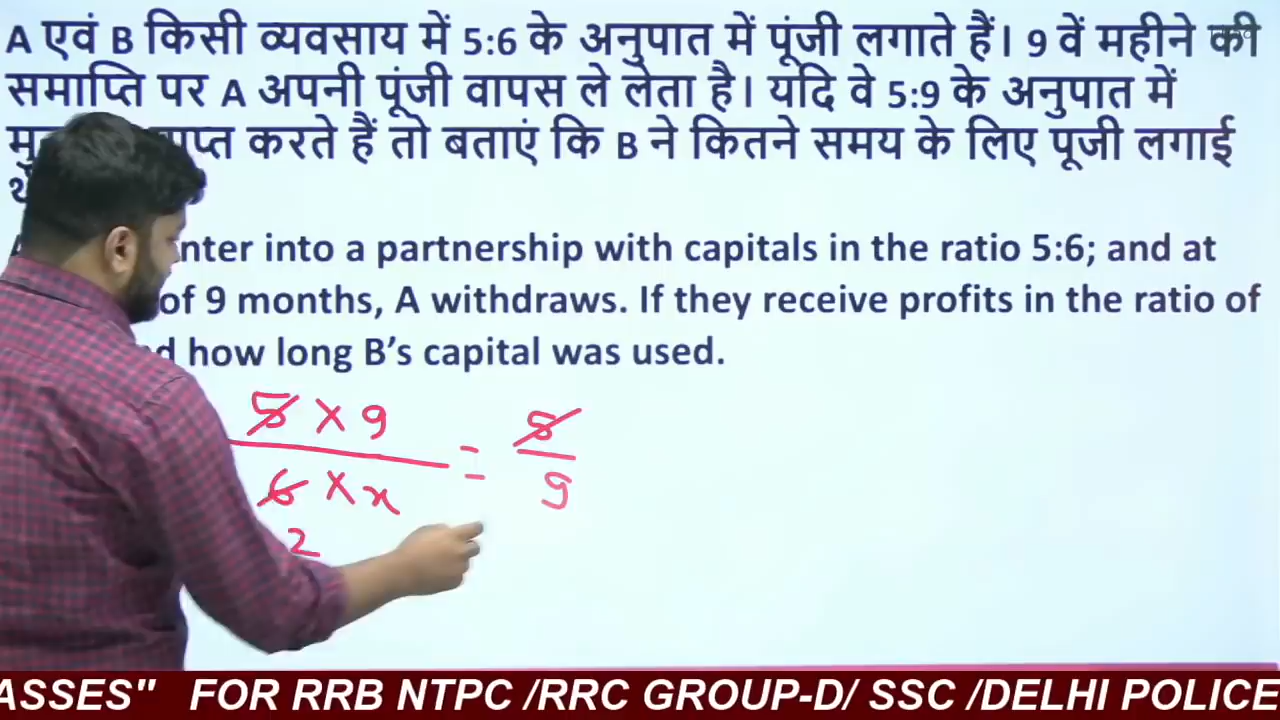 A एवं B किसी व्यवसाय में 5:6 के अनुपात में पूंजी लगाते हैं। 9 वें महीने की
समाप्ति पर A अपनी पूंजी वापस ले लेता है। यदि वे 5:9 के अनुपात में
करते हैं तो बताएं कि B ने कितने समय के लिए पूजी लगाई
into a partnership with capitals in the ratio 5:6; and at
of 9 months, A withdraws. If they receive profits in the ratio of
how long B's capital was used.
5 × 9 = 5
6 × x 9
2
ASSES" FOR RRB NTPC /RRC GROUP-D/ SSC /DELHI POLICE